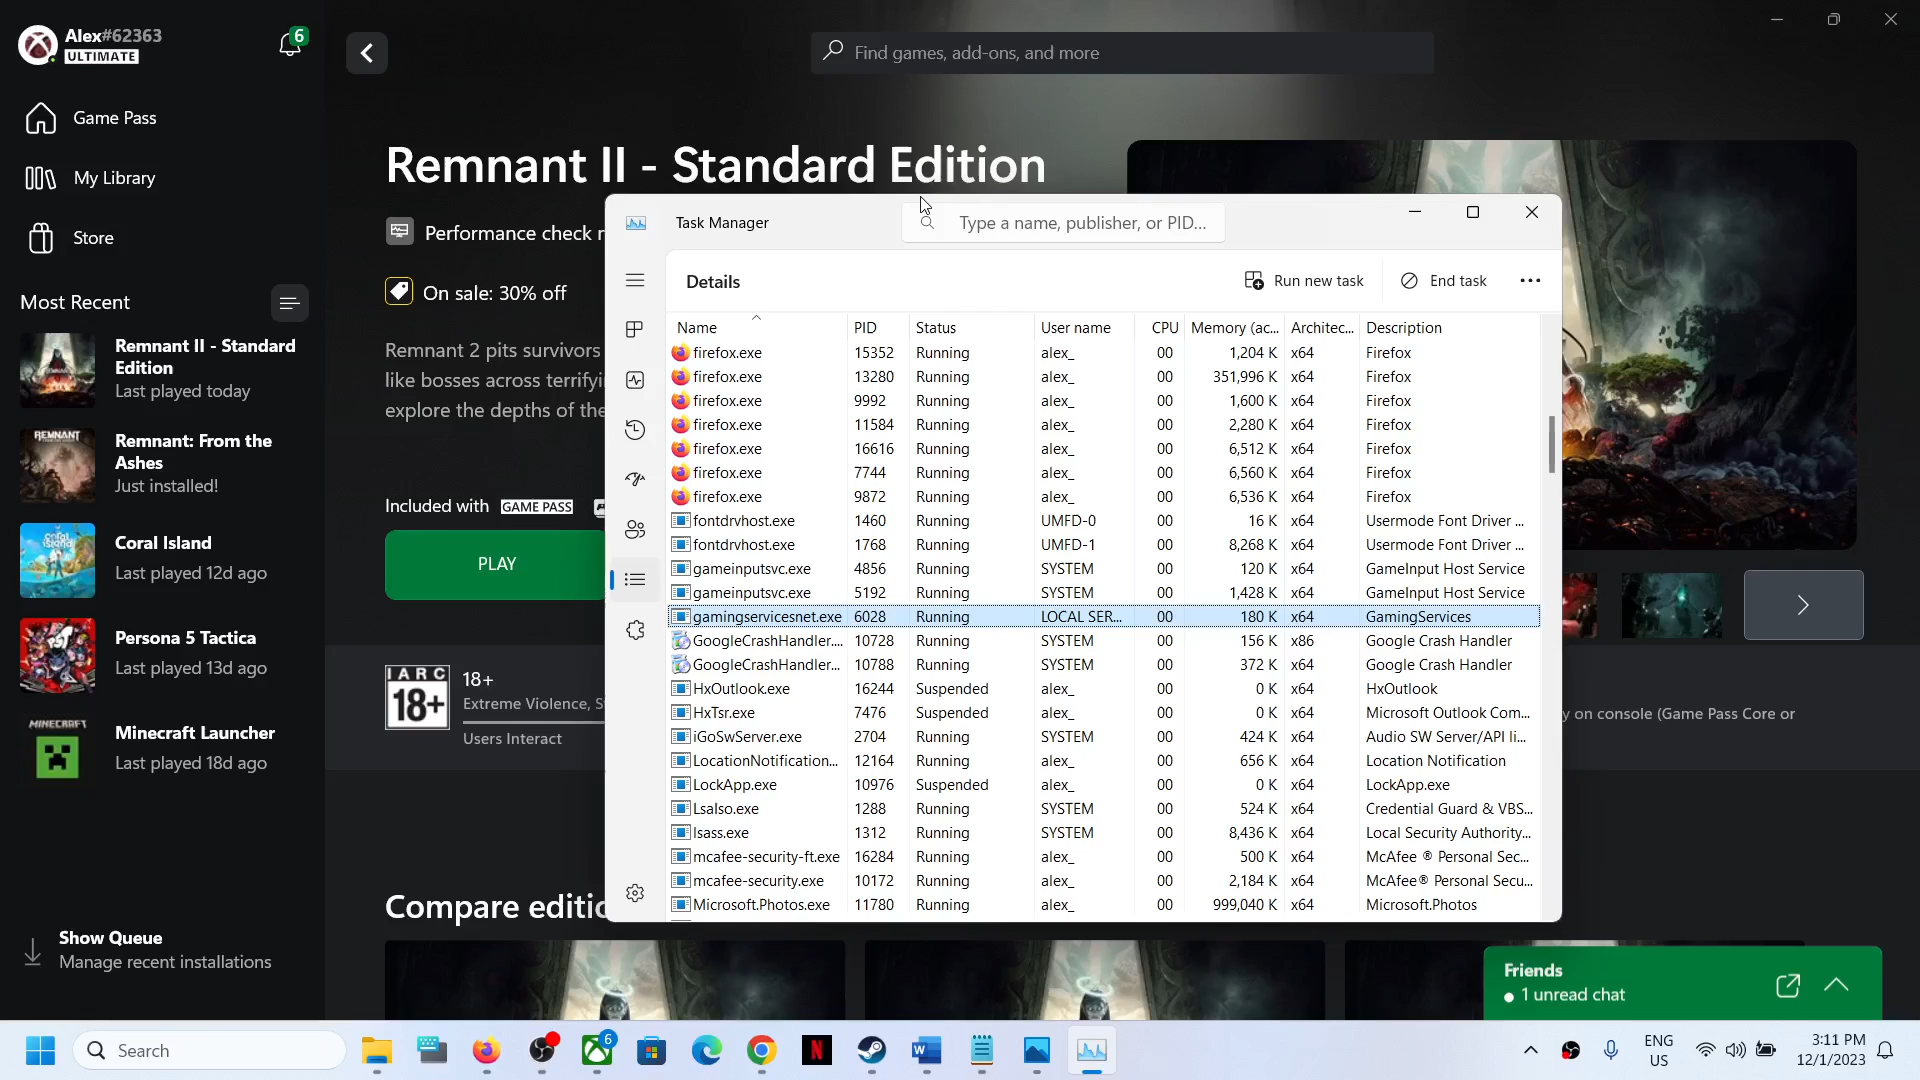 Alex#62363
ULTIMATE
6
Game Pass
My Library
Store
Most Recent
Remnant II - Standard
Edition
Last played today
REMNANT
Remnant: From the
Ashes
Just installed!
Coral Island
Last played 12d ago
Persona 5 Tactica
Last played 13d ago
MINECRAFT
Minecraft Launcher
Last played 18d ago
Show Queue
Manage recent installations
Find games, add-ons, and more
Remnant II - Standard Edition
Performance check r
On sale: 30% off
Remnant 2 pits survivors
like bosses across terrifyi
explore the depths of the
Included with GAME PASS
PLAY
IARC
18+
18+
Extreme Violence, S
Users Interact
y on console (Game Pass Core or
Compare editio
Task Manager
Type a name, publisher, or PID...
Details
Run new task
End task
Name PID Status User name CPU Memory (ac... Architec... Description
firefox.exe 15352 Running alex_ 00 1,204 K x64 Firefox
firefox.exe 13280 Running alex_ 00 351,996 K x64 Firefox
firefox.exe 9992 Running alex_ 00 1,600 K x64 Firefox
firefox.exe 11584 Running alex_ 00 2,280 K x64 Firefox
firefox.exe 16616 Running alex_ 00 6,512 K x64 Firefox
firefox.exe 7744 Running alex_ 00 6,560 K x64 Firefox
firefox.exe 9872 Running alex_ 00 6,536 K x64 Firefox
fontdrvhost.exe 1460 Running UMFD-0 00 16 K x64 Usermode Font Driver ...
fontdrvhost.exe 1768 Running UMFD-1 00 8,268 K x64 Usermode Font Driver ...
gameinputsvc.exe 4856 Running SYSTEM 00 120 K x64 GameInput Host Service
gameinputsvc.exe 5192 Running SYSTEM 00 1,428 K x64 GameInput Host Service
gamingservicesnet.exe 6028 Running LOCAL SER... 00 180 K x64 GamingServices
GoogleCrashHandler.... 10728 Running SYSTEM 00 156 K x86 Google Crash Handler
GoogleCrashHandler... 10788 Running SYSTEM 00 372 K x64 Google Crash Handler
HxOutlook.exe 16244 Suspended alex_ 00 0 K x64 HxOutlook
HxTsr.exe 7476 Suspended alex_ 00 0 K x64 Microsoft Outlook Com...
iGoSwServer.exe 2704 Running SYSTEM 00 424 K x64 Audio SW Server/API li...
LocationNotification... 12164 Running alex_ 00 656 K x64 Location Notification
LockApp.exe 10976 Suspended alex_ 00 0 K x64 LockApp.exe
LsaIso.exe 1288 Running SYSTEM 00 524 K x64 Credential Guard & VBS...
lsass.exe 1312 Running SYSTEM 00 8,436 K x64 Local Security Authority...
mcafee-security-ft.exe 16284 Running alex_ 00 500 K x64 McAfee ® Personal Sec...
mcafee-security.exe 10172 Running alex_ 00 2,184 K x64 McAfee® Personal Secu...
Microsoft.Photos.exe 11780 Running alex_ 00 999,040 K x64 Microsoft.Photos
Friends
1 unread chat
Search
6
N
ENG
US
3:11 PM
12/1/2023